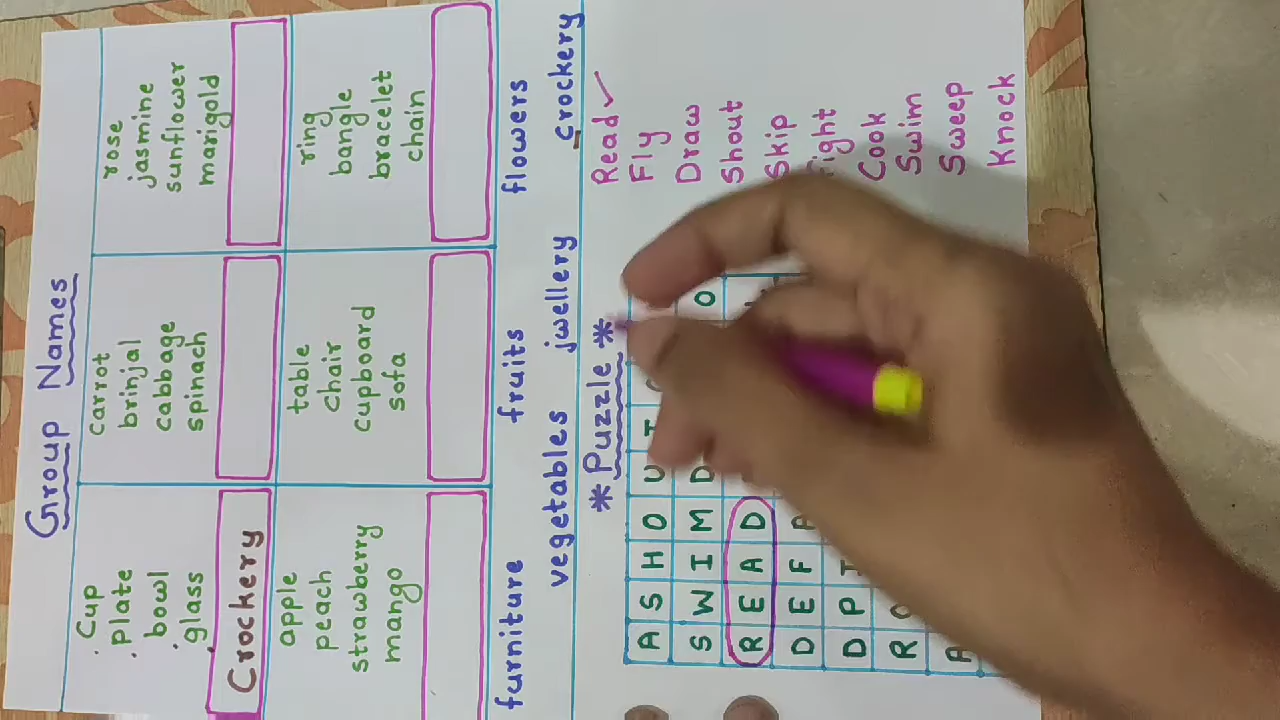 Group Names
Cup
plate
bowl
glass
Crockery
carrot
brinjal
cabbage
spinach
rose
jasmine
sunflower
marigold
apple
peach
strawberry
mango
table
chair
cupboard
sofa
ring
bangle
bracelet
chain
furniture fruits flowers
vegetables jwellery crockery
*Puzzle*
A S H O U
S W I M D O
R E A D
D E F
D P I
R O
A
Read ✓
Fly
Draw
Shout
Skip
Fight
Cook
Swim
Sweep
Knock